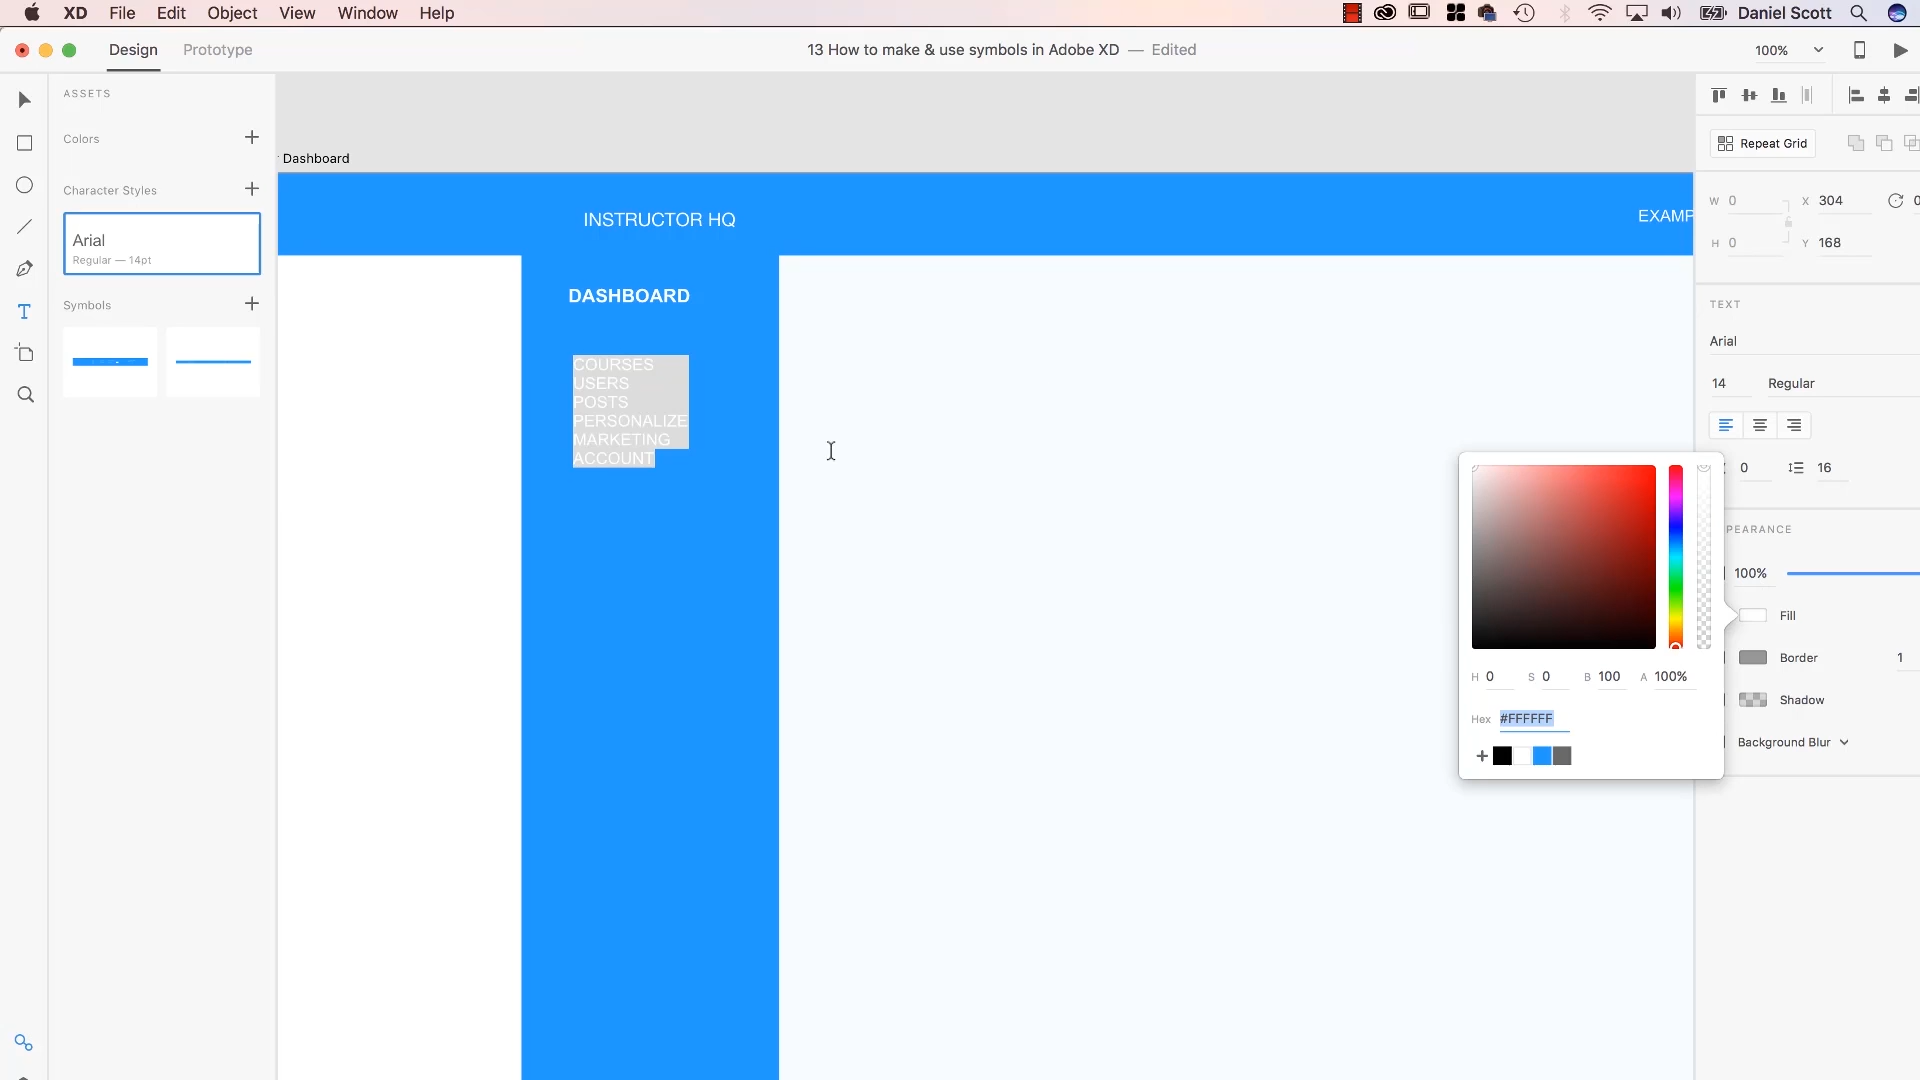 XD File Edit Object View Window Help
Daniel Scott
Design Prototype
13 How to make & use symbols in Adobe XD — Edited
100%
ASSETS
Colors
Character Styles
Arial
Regular — 14pt
Symbols
Dashboard
INSTRUCTOR HQ
EXAMP
DASHBOARD
COURSES
USERS
POSTS
PERSONALIZE
MARKETING
ACCOUNT
Repeat Grid
W 0 X 304 0
H 0 Y 168
TEXT
Arial
14 Regular
0 16
PEARANCE
100%
Fill
Border 1
Shadow
Background Blur
H 0 S 0 B 100 A 100%
Hex #FFFFFF